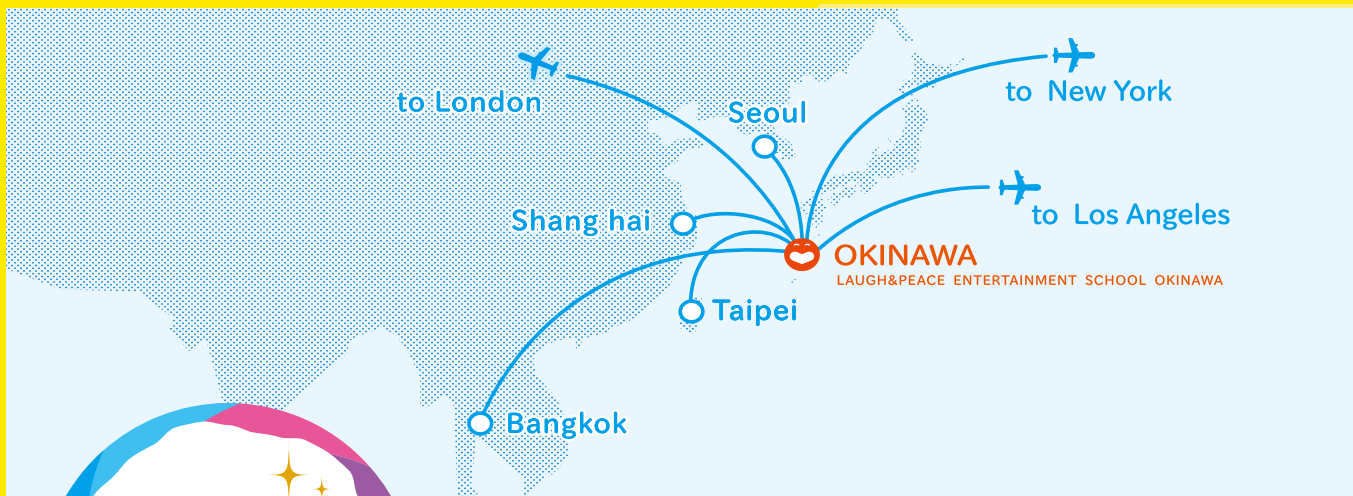 to London
Seoul
to New York
Shang hai
to Los Angeles
OKINAWA
LAUGH&PEACE ENTERTAINMENT SCHOOL OKINAWA
Taipei
Bangkok